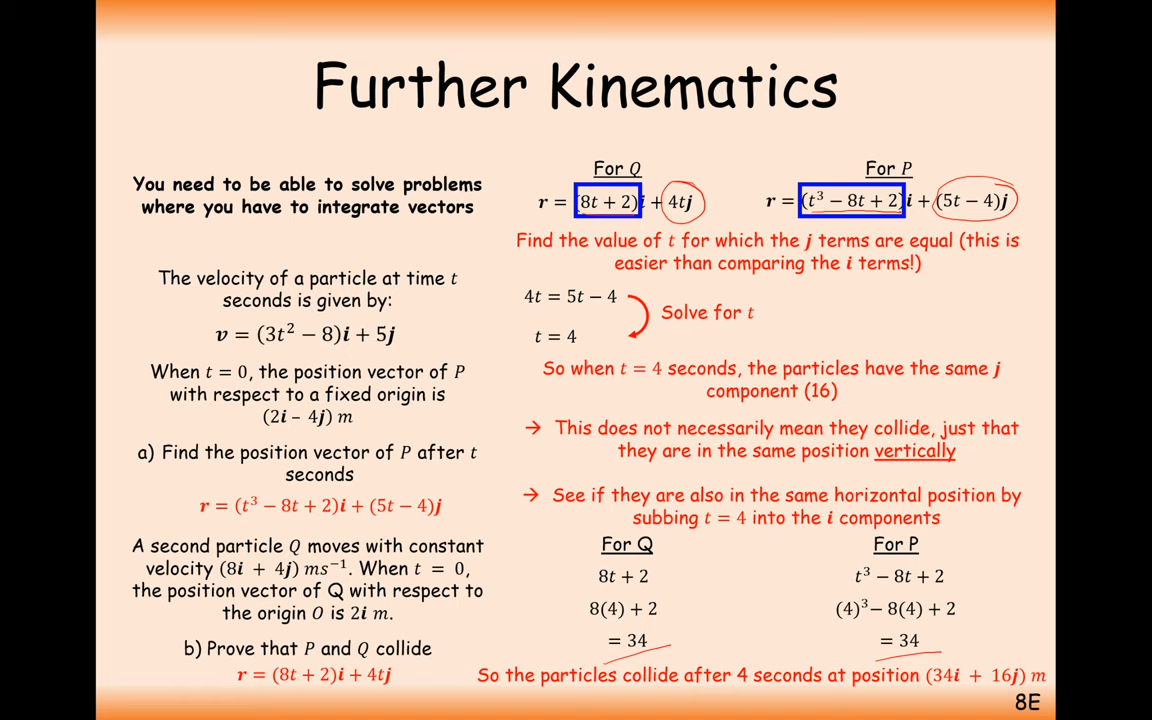 Further Kinematics
You need to be able to solve problems
where you have to integrate vectors
The velocity of a particle at time t
seconds is given by:
v = (3t² − 8)i + 5j
When t = 0, the position vector of P
with respect to a fixed origin is
(2i – 4j) m
a) Find the position vector of P after t
seconds
r = (t³ − 8t + 2)i + (5t − 4)j
A second particle Q moves with constant
velocity (8i + 4j) ms⁻¹. When t = 0,
the position vector of Q with respect to
the origin O is 2i m.
b) Prove that P and Q collide
r = (8t + 2)i + 4tj
For Q
r = (8t + 2)i + 4tj
For P
r = (t³ − 8t + 2)i + (5t − 4)j
Find the value of t for which the j terms are equal (this is
easier than comparing the i terms!)
4t = 5t − 4
Solve for t
t = 4
So when t = 4 seconds, the particles have the same j
component (16)
→ This does not necessarily mean they collide, just that
they are in the same position vertically
→ See if they are also in the same horizontal position by
subbing t = 4 into the i components
For Q
8t + 2
8(4) + 2
= 34
For P
t³ − 8t + 2
(4)³ − 8(4) + 2
= 34
So the particles collide after 4 seconds at position (34i + 16j) m
8E